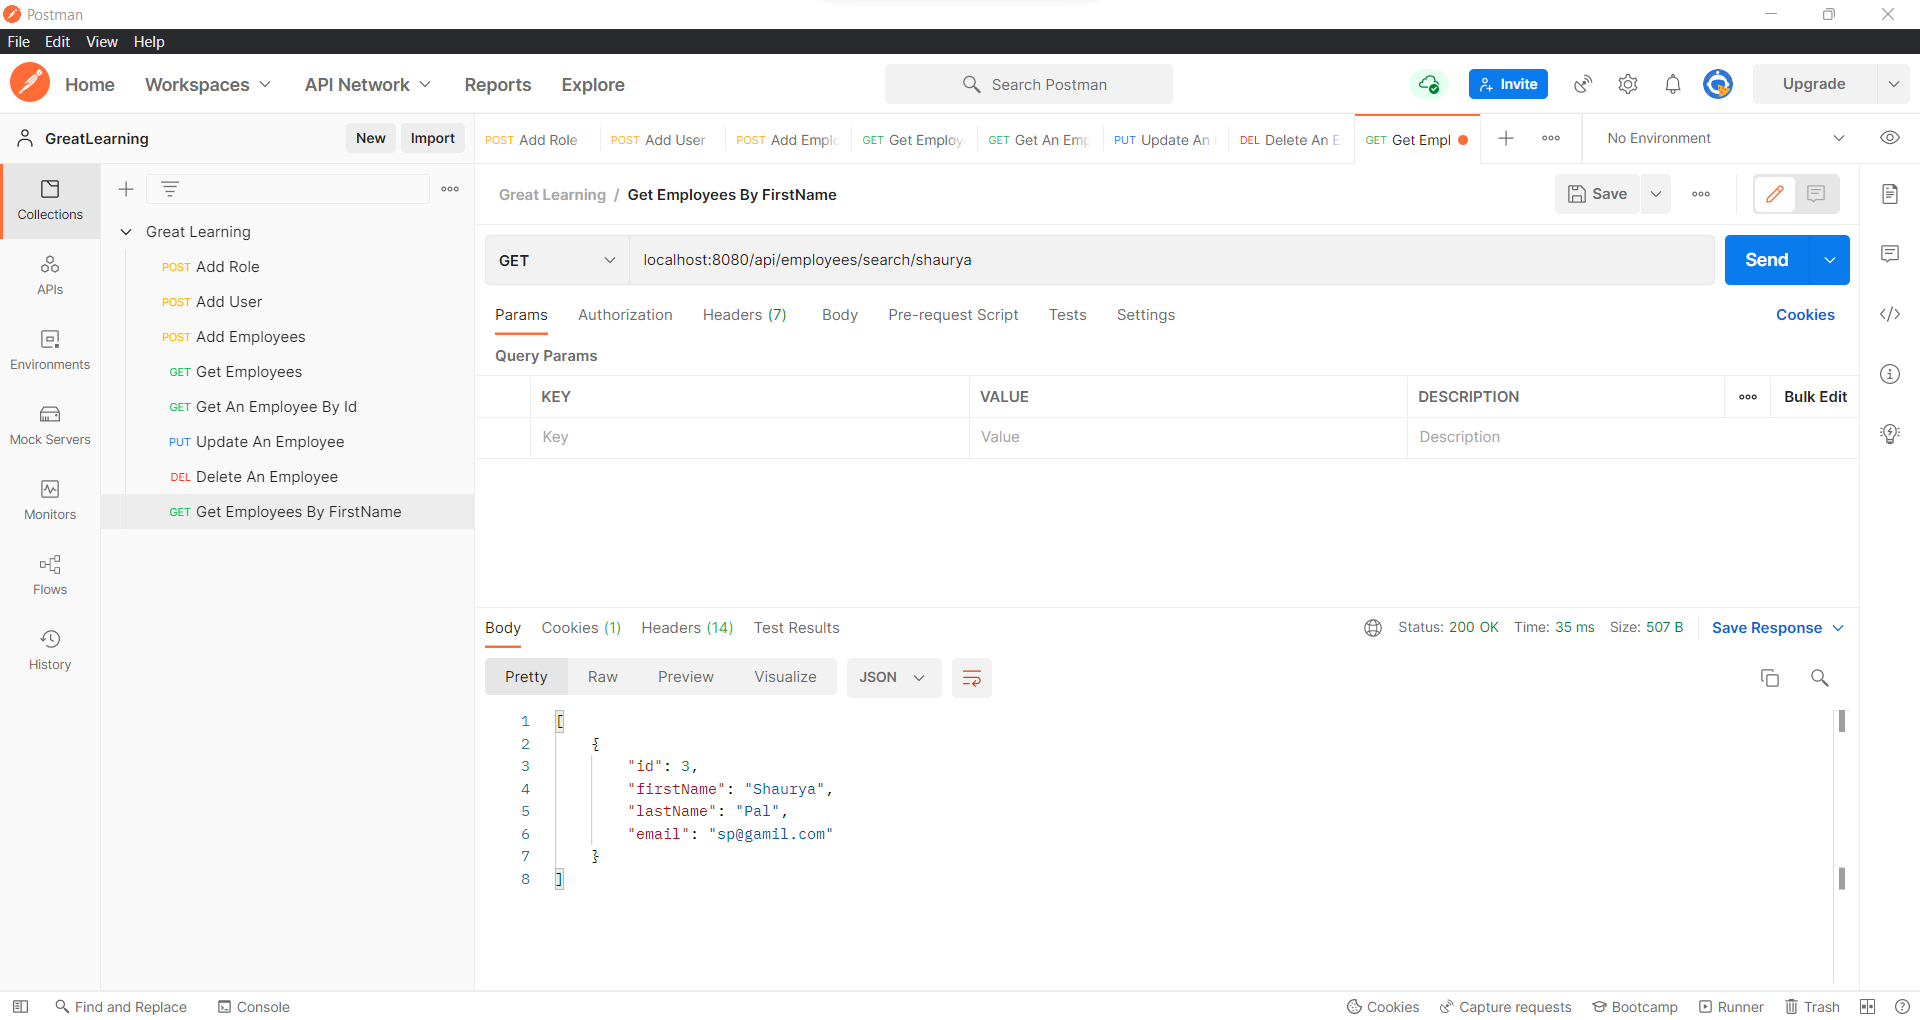 Postman
File Edit View Help
Home Workspaces API Network Reports Explore Search Postman Invite Upgrade
GreatLearning New Import
POST Add Role POST Add User POST Add Emplo GET Get Employ GET Get An Emp PUT Update An DEL Delete An E GET Get Empl No Environment
Collections
APIs
Environments
Mock Servers
Monitors
Flows
History
Great Learning
POST Add Role
POST Add User
POST Add Employees
GET Get Employees
GET Get An Employee By Id
PUT Update An Employee
DEL Delete An Employee
GET Get Employees By FirstName
Great Learning / Get Employees By FirstName Save
GET localhost:8080/api/employees/search/shaurya Send
Params Authorization Headers (7) Body Pre-request Script Tests Settings Cookies
Query Params
KEY VALUE DESCRIPTION Bulk Edit
Key Value Description
Body Cookies (1) Headers (14) Test Results Status: 200 OK Time: 35 ms Size: 507 B Save Response
Pretty Raw Preview Visualize JSON
1 [
2 {
3 "id": 3,
4 "firstName": "Shaurya",
5 "lastName": "Pal",
6 "email": "sp@gamil.com"
7 }
8 ]
Find and Replace Console Cookies Capture requests Bootcamp Runner Trash